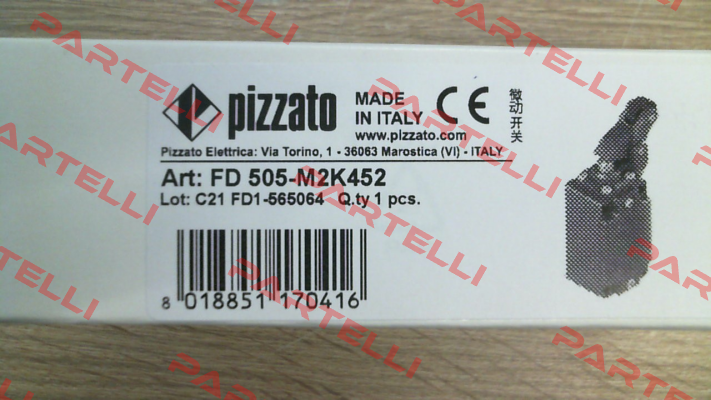 pizzato
MADE
IN ITALY
CE
www.pizzato.com
微动开关
Pizzato Elettrica: Via Torino, 1 - 36063 Marostica (VI) - ITALY
Art: FD 505-M2K452
Lot: C21 FD1-565064 Q.ty 1 pcs.
8 018851 170416
PARTELLI
PARTELLI
PARTELLI
PARTELLI
PARTELLI
PARTELLI
PARTELLI